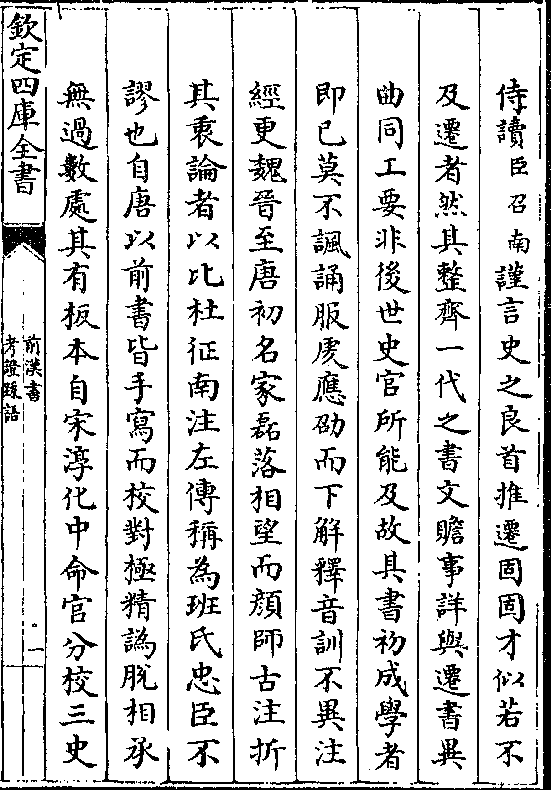 侍讀臣召南謹言史之良首推遷固固才似若不
及遷者然其整齊一代之書文贍事詳與遷書異
曲同工要非後世史官所能及故其書初成學者
即已莫不諷誦服虔應劭而下解釋音訓不異注
經更魏晉至唐初名家磊落相望而顏師古注折
其衷論者以比杜征南注左傳稱為班氏忠臣不
謬也自唐以前書皆手寫而校對極精譌脫相承
無過數處其有板本自宋淳化中命官分校三史
欽定四庫全書
前漢書
考證跋語
一